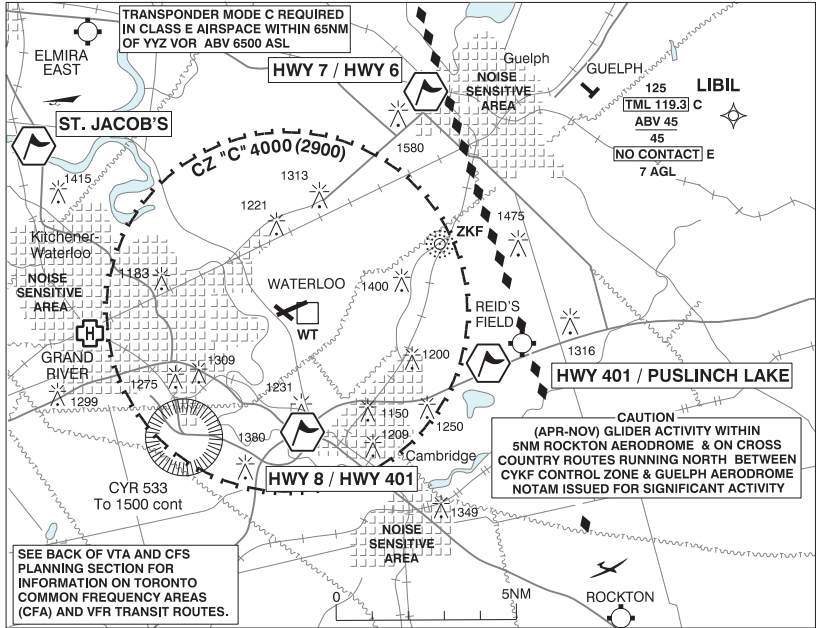 TRANSPONDER MODE C REQUIRED
IN CLASS E AIRSPACE WITHIN 65NM
OF YYZ VOR ABV 6500 ASL
ELMIRA
EAST
HWY 7 / HWY 6
Guelph
NOISE
SENSITIVE
AREA
GUELPH
125
TML 119.3 C
ABV 45
45
NO CONTACT E
7 AGL
LIBIL
ST. JACOB'S
CZ "C" 4000 (2900)
1580
1415
1313
1221
1475
ZKF
Kitchener-
Waterloo
1183
NOISE
SENSITIVE
AREA
WATERLOO
WT
1400
REID'S
FIELD
H
GRAND
RIVER
1309
1275
1299
1200
1316
HWY 401 / PUSLINCH LAKE
1231
1150
1250
1209
1380
Cambridge
HWY 8 / HWY 401
CYR 533
To 1500 cont
CAUTION
(APR-NOV) GLIDER ACTIVITY WITHIN
5NM ROCKTON AERODROME & ON CROSS
COUNTRY ROUTES RUNNING NORTH BETWEEN
CYKF CONTROL ZONE & GUELPH AERODROME
NOTAM ISSUED FOR SIGNIFICANT ACTIVITY
1349
NOISE
SENSITIVE
AREA
SEE BACK OF VTA AND CFS
PLANNING SECTION FOR
INFORMATION ON TORONTO
COMMON FREQUENCY AREAS
(CFA) AND VFR TRANSIT ROUTES.
0
5NM
ROCKTON